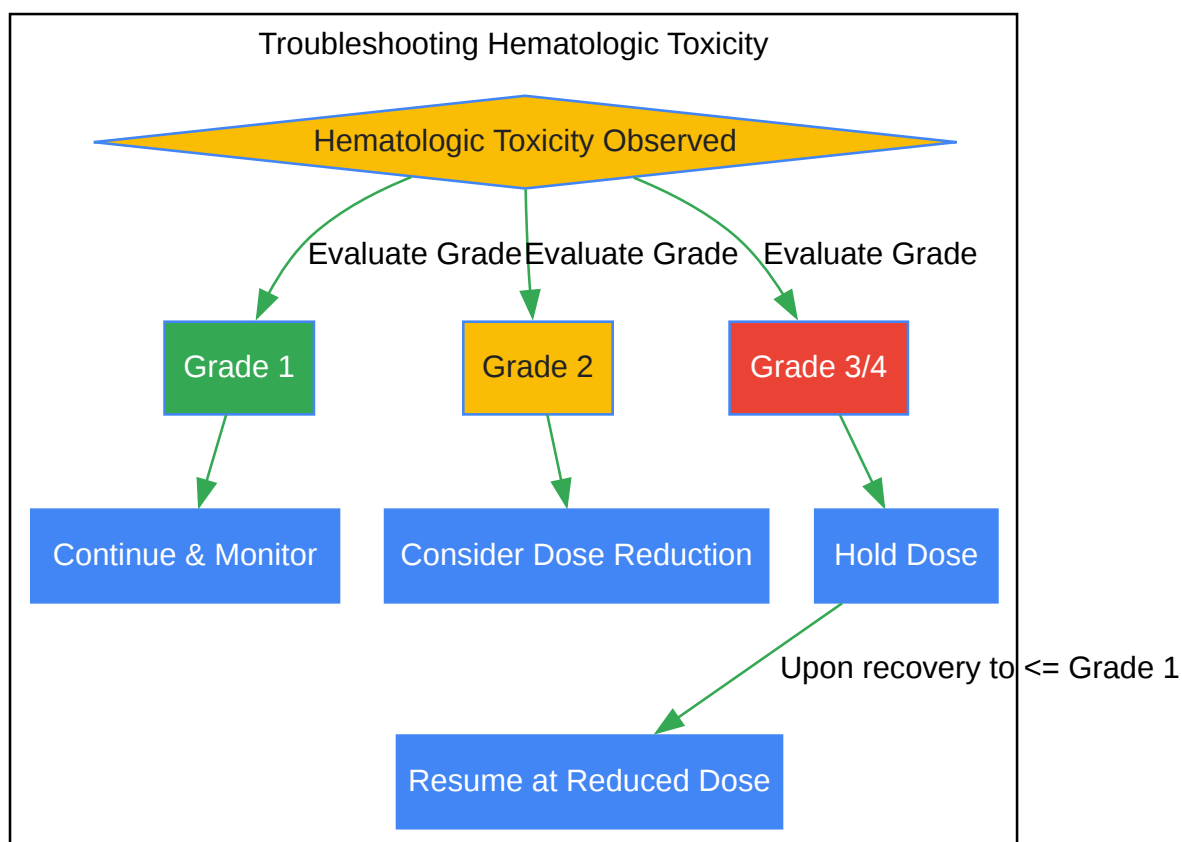 Troubleshooting Hematologic Toxicity
Hematologic Toxicity Observed
Evaluate Grade
Evaluate Grade
Evaluate Grade
Grade 1
Grade 2
Grade 3/4
Continue & Monitor
Consider Dose Reduction
Hold Dose
Upon recovery to <= Grade 1
Resume at Reduced Dose